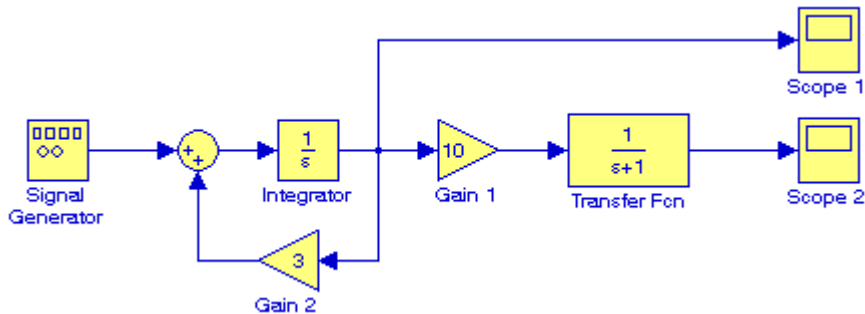 Scope 1
+
+
1
s
10
1
s+1
Signal
Generator
Integrator
Gain 1
Transfer Fcn
Scope 2
3
Gain 2